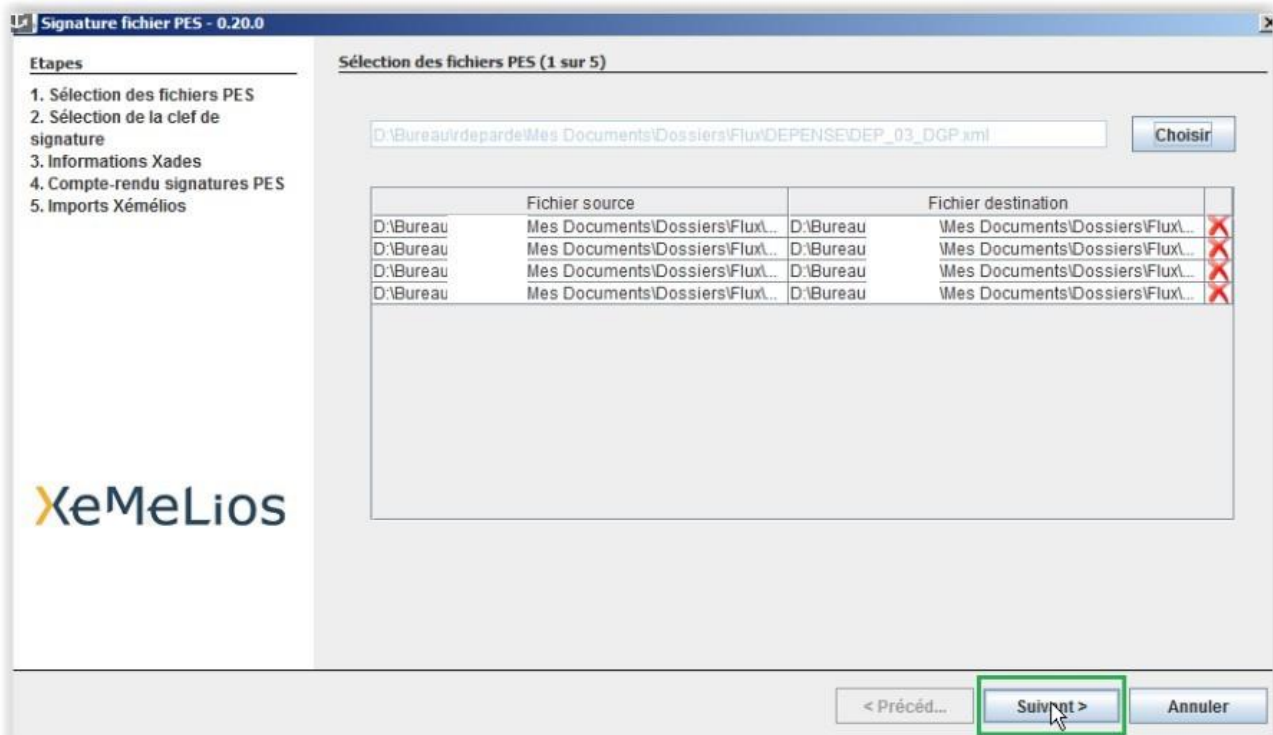 Signature fichier PES - 0.20.0
Etapes
1. Sélection des fichiers PES
2. Sélection de la clef de
signature
3. Informations Xades
4. Compte-rendu signatures PES
5. Imports Xémélios
XeMeLios
Sélection des fichiers PES (1 sur 5)
D:\Bureau\rdeparde\Mes Documents\Dossiers\Flux\DEPENSE\DEP_03_DGP.xml
Choisir
Fichier source Fichier destination
D:\Bureau Mes Documents\Dossiers\Flux\... D:\Bureau \Mes Documents\Dossiers\Flux\...
D:\Bureau Mes Documents\Dossiers\Flux\... D:\Bureau \Mes Documents\Dossiers\Flux\...
D:\Bureau Mes Documents\Dossiers\Flux\... D:\Bureau \Mes Documents\Dossiers\Flux\...
D:\Bureau Mes Documents\Dossiers\Flux\... D:\Bureau \Mes Documents\Dossiers\Flux\...
< Précéd... Suivant > Annuler